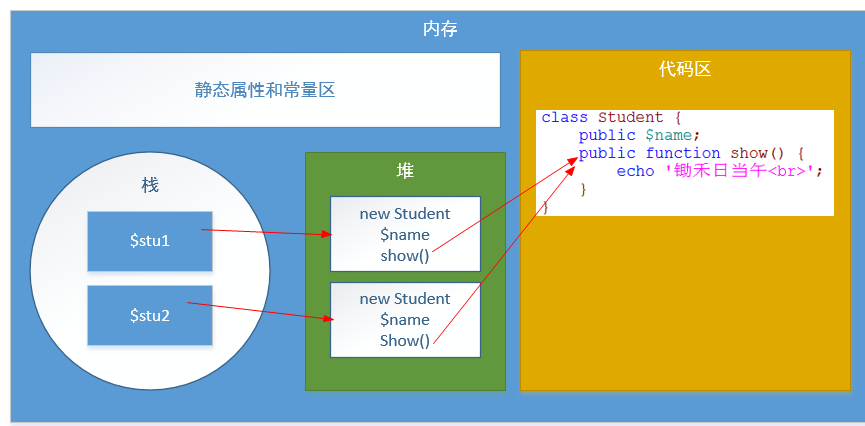 内存
静态属性和常量区
栈
$stu1
$stu2
堆
new Student
$name
show()
new Student
$name
Show()
代码区
class Student {
    public $name;
    public function show() {
        echo '锄禾日当午<br>';
    }
}